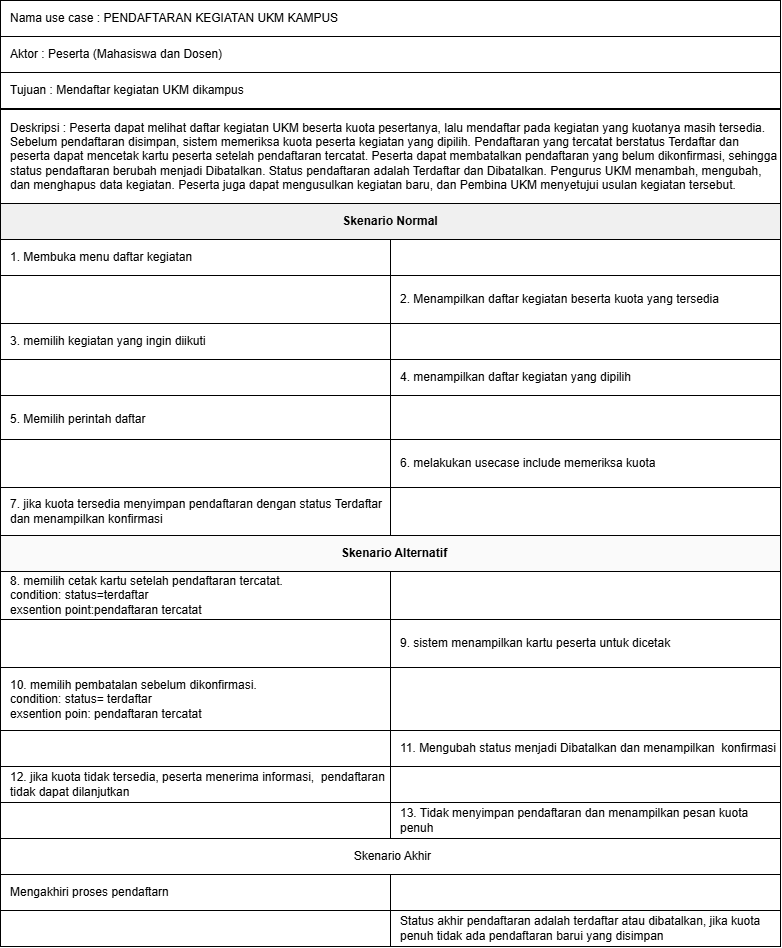 Nama use case : PENDAFTARAN KEGIATAN UKM KAMPUS
Aktor : Peserta (Mahasiswa dan Dosen)
Tujuan : Mendaftar kegiatan UKM dikampus
Deskripsi : Peserta dapat melihat daftar kegiatan UKM beserta kuota pesertanya, lalu mendaftar pada kegiatan yang kuotanya masih tersedia.
Sebelum pendaftaran disimpan, sistem memeriksa kuota peserta kegiatan yang dipilih. Pendaftaran yang tercatat berstatus Terdaftar dan
peserta dapat mencetak kartu peserta setelah pendaftaran tercatat. Peserta dapat membatalkan pendaftaran yang belum dikonfirmasi, sehingga
status pendaftaran berubah menjadi Dibatalkan. Status pendaftaran adalah Terdaftar dan Dibatalkan. Pengurus UKM menambah, mengubah,
dan menghapus data kegiatan. Peserta juga dapat mengusulkan kegiatan baru, dan Pembina UKM menyetujui usulan kegiatan tersebut.
Skenario Normal
1. Membuka menu daftar kegiatan
2. Menampilkan daftar kegiatan beserta kuota yang tersedia
3. memilih kegiatan yang ingin diikuti
4. menampilkan daftar kegiatan yang dipilih
5. Memilih perintah daftar
6. melakukan usecase include memeriksa kuota
7. jika kuota tersedia menyimpan pendaftaran dengan status Terdaftar
dan menampilkan konfirmasi
Skenario Alternatif
8. memilih cetak kartu setelah pendaftaran tercatat.
condition: status=terdaftar
exsention point:pendaftaran tercatat
9. sistem menampilkan kartu peserta untuk dicetak
10. memilih pembatalan sebelum dikonfirmasi.
condition: status= terdaftar
exsention poin: pendaftaran tercatat
11. Mengubah status menjadi Dibatalkan dan menampilkan  konfirmasi
12. jika kuota tidak tersedia, peserta menerima informasi,  pendaftaran
tidak dapat dilanjutkan
13. Tidak menyimpan pendaftaran dan menampilkan pesan kuota
penuh
Skenario Akhir
Mengakhiri proses pendaftarn
Status akhir pendaftaran adalah terdaftar atau dibatalkan, jika kuota
penuh tidak ada pendaftaran barui yang disimpan